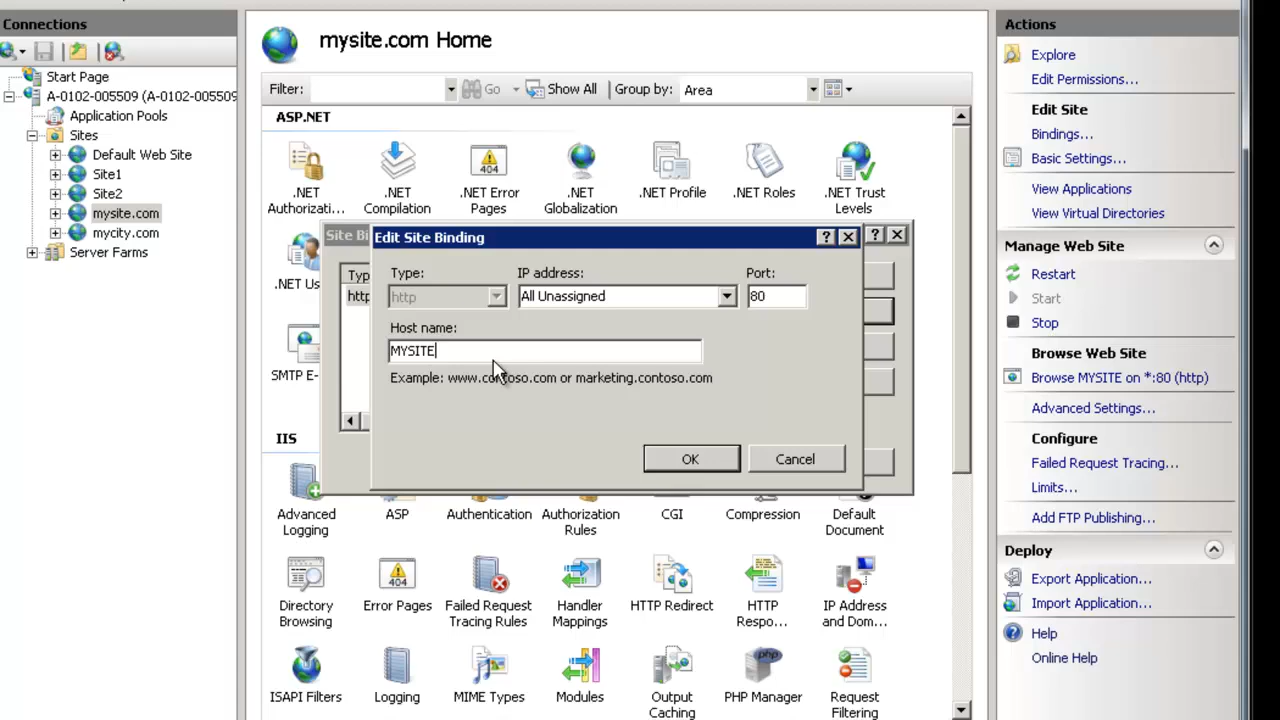 Connections
Start Page
A-0102-005509 (A-0102-005509
Application Pools
Sites
Default Web Site
Site1
Site2
mysite.com
mycity.com
Server Farms
mysite.com Home
Filter:
Go
Show All
Group by:
Area
ASP.NET
.NET Authorizati...
.NET Compilation
.NET Error Pages
404
.NET Globalization
.NET Profile
.NET Roles
.NET Trust Levels
.NET Us
SMTP E-
Site Bi
Typ
http
Edit Site Binding
Type:
IP address:
Port:
http
All Unassigned
80
Host name:
MYSITE
Example: www.contoso.com or marketing.contoso.com
OK
Cancel
IIS
Advanced Logging
ASP
Authentication
Authorization Rules
CGI
Compression
Default Document
Directory Browsing
404
Error Pages
Failed Request Tracing Rules
Handler Mappings
HTTP Redirect
HTTP Respo...
IP Address and Dom...
ISAPI Filters
Logging
MIME Types
Modules
Output Caching
php
PHP Manager
Request Filtering
Actions
Explore
Edit Permissions...
Edit Site
Bindings...
Basic Settings...
View Applications
View Virtual Directories
Manage Web Site
Restart
Start
Stop
Browse Web Site
Browse MYSITE on *:80 (http)
Advanced Settings...
Configure
Failed Request Tracing...
Limits...
Add FTP Publishing...
Deploy
Export Application...
Import Application...
Help
Online Help